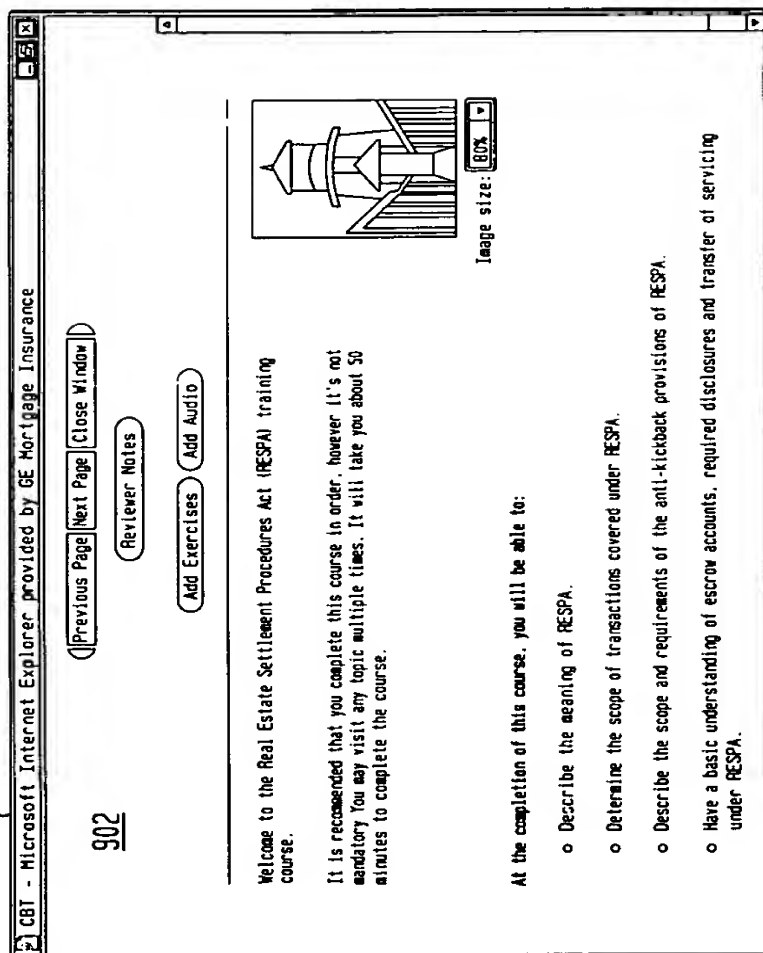 CBT - Microsoft Internet Explorer provided by GE Mortgage Insurance
Previous Page Next Page Close Window
902
Reviewer Notes
Add Exercises Add Audio
Welcome to the Real Estate Settlement Procedures Act (RESPA) training
course.
It is recommended that you complete this course in order, however it's not
mandatory You may visit any topic multiple times. It will take you about 50
minutes to complete the course.
Image size: 80%
At the completion of this course, you will be able to:
o Describe the meaning of RESPA.
o Determine the scope of transactions covered under RESPA.
o Describe the scope and requirements of the anti-kickback provisions of RESPA.
o Have a basic understanding of escrow accounts, required disclosures and transfer of servicing
under RESPA.